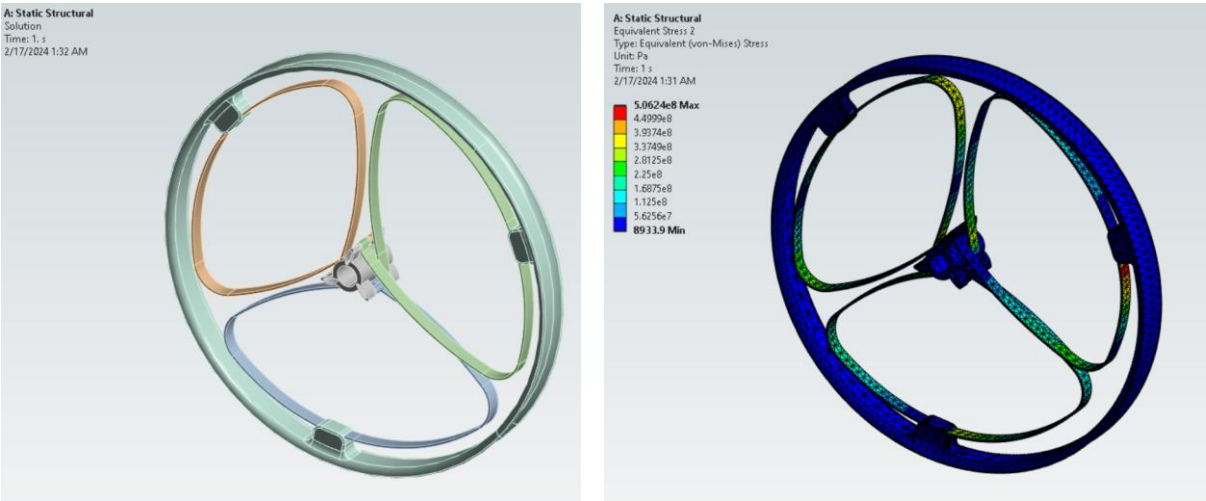 A: Static Structural
Solution
Time: 1. s
2/17/2024 1:32 AM
A: Static Structural
Equivalent Stress 2
Type: Equivalent (von-Mises) Stress
Unit: Pa
Time: 1 s
2/17/2024 1:31 AM
5.0624e8 Max
4.4999e8
3.9374e8
3.3749e8
2.8125e8
2.25e8
1.6875e8
1.125e8
5.6256e7
8933.9 Min